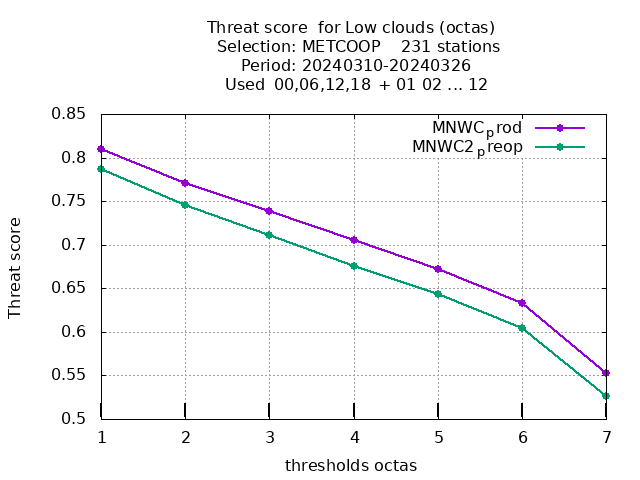 Threat score  for Low clouds (octas)
Selection: METCOOP    231 stations
Period: 20240310-20240326
Used  00,06,12,18 + 01 02 ... 12
MNWCprod
MNWC2preop
0.85
0.8
0.75
0.7
0.65
0.6
0.55
0.5
Threat score
1 2 3 4 5 6 7
thresholds octas